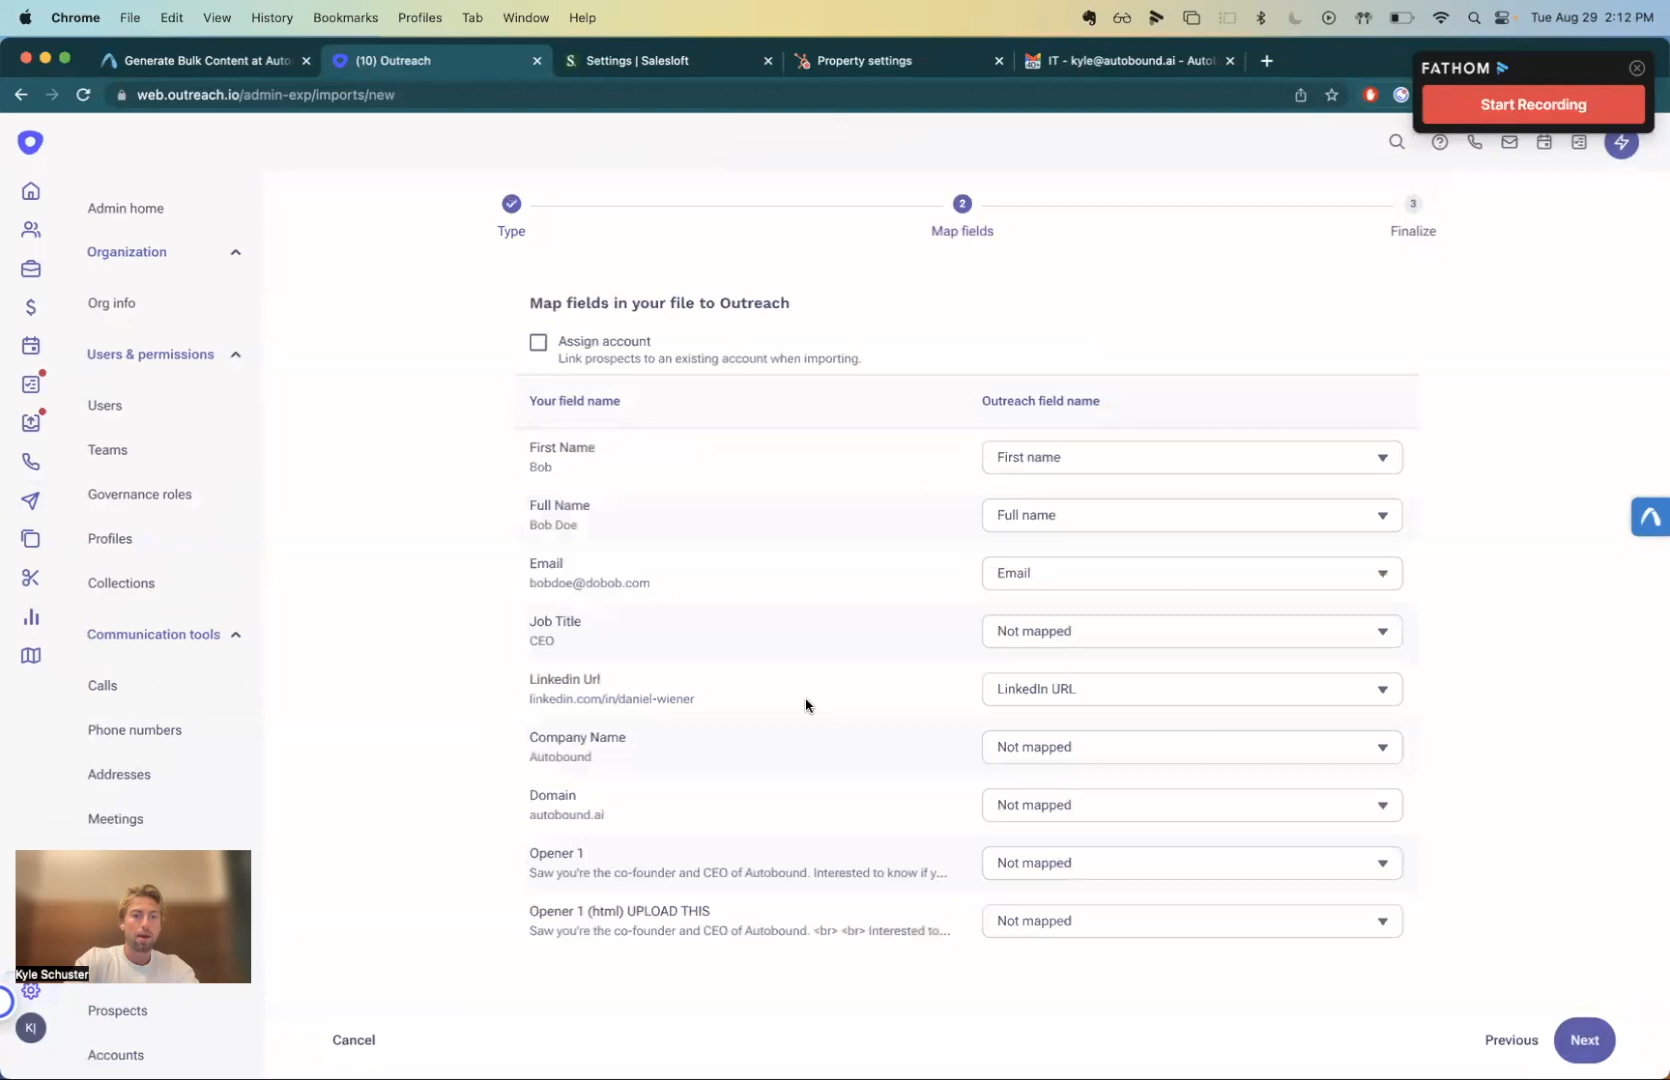 Chrome File Edit View History Bookmarks Profiles Tab Window Help Tue Aug 29 2:12 PM
Generate Bulk Content at Auto
(10) Outreach
Settings | Salesloft
Property settings
IT - kyle@autobound.ai - Autob
web.outreach.io/admin-exp/imports/new
FATHOM
Start Recording
Admin home
Organization
Org info
Users & permissions
Users
Teams
Governance roles
Profiles
Collections
Communication tools
Calls
Phone numbers
Addresses
Meetings
Kyle Schuster
K|
Prospects
Accounts
Type
2
Map fields
3
Finalize
Map fields in your file to Outreach
Assign account
Link prospects to an existing account when importing.
Your field name Outreach field name
First Name
Bob
First name
Full Name
Bob Doe
Full name
Email
bobdoe@dobob.com
Email
Job Title
CEO
Not mapped
Linkedin Url
linkedin.com/in/daniel-wiener
LinkedIn URL
Company Name
Autobound
Not mapped
Domain
autobound.ai
Not mapped
Opener 1
Saw you're the co-founder and CEO of Autobound. Interested to know if y...
Not mapped
Opener 1 (html) UPLOAD THIS
Saw you're the co-founder and CEO of Autobound. <br> <br> Interested to...
Not mapped
Cancel
Previous
Next